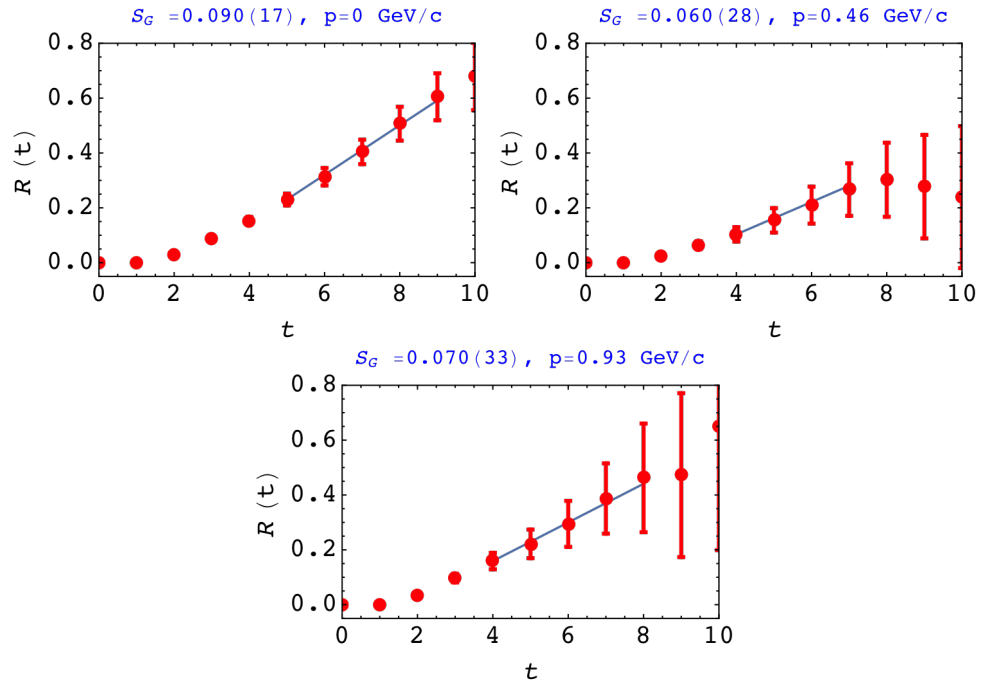 S_G =0.090(17), p=0 GeV/c
0.8
0.6
0.4
0.2
0.0
R (t)
0 2 4 6 8 10
t
S_G =0.060(28), p=0.46 GeV/c
0.8
0.6
0.4
0.2
0.0
R (t)
0 2 4 6 8 10
t
S_G =0.070(33), p=0.93 GeV/c
0.8
0.6
0.4
0.2
0.0
R (t)
0 2 4 6 8 10
t